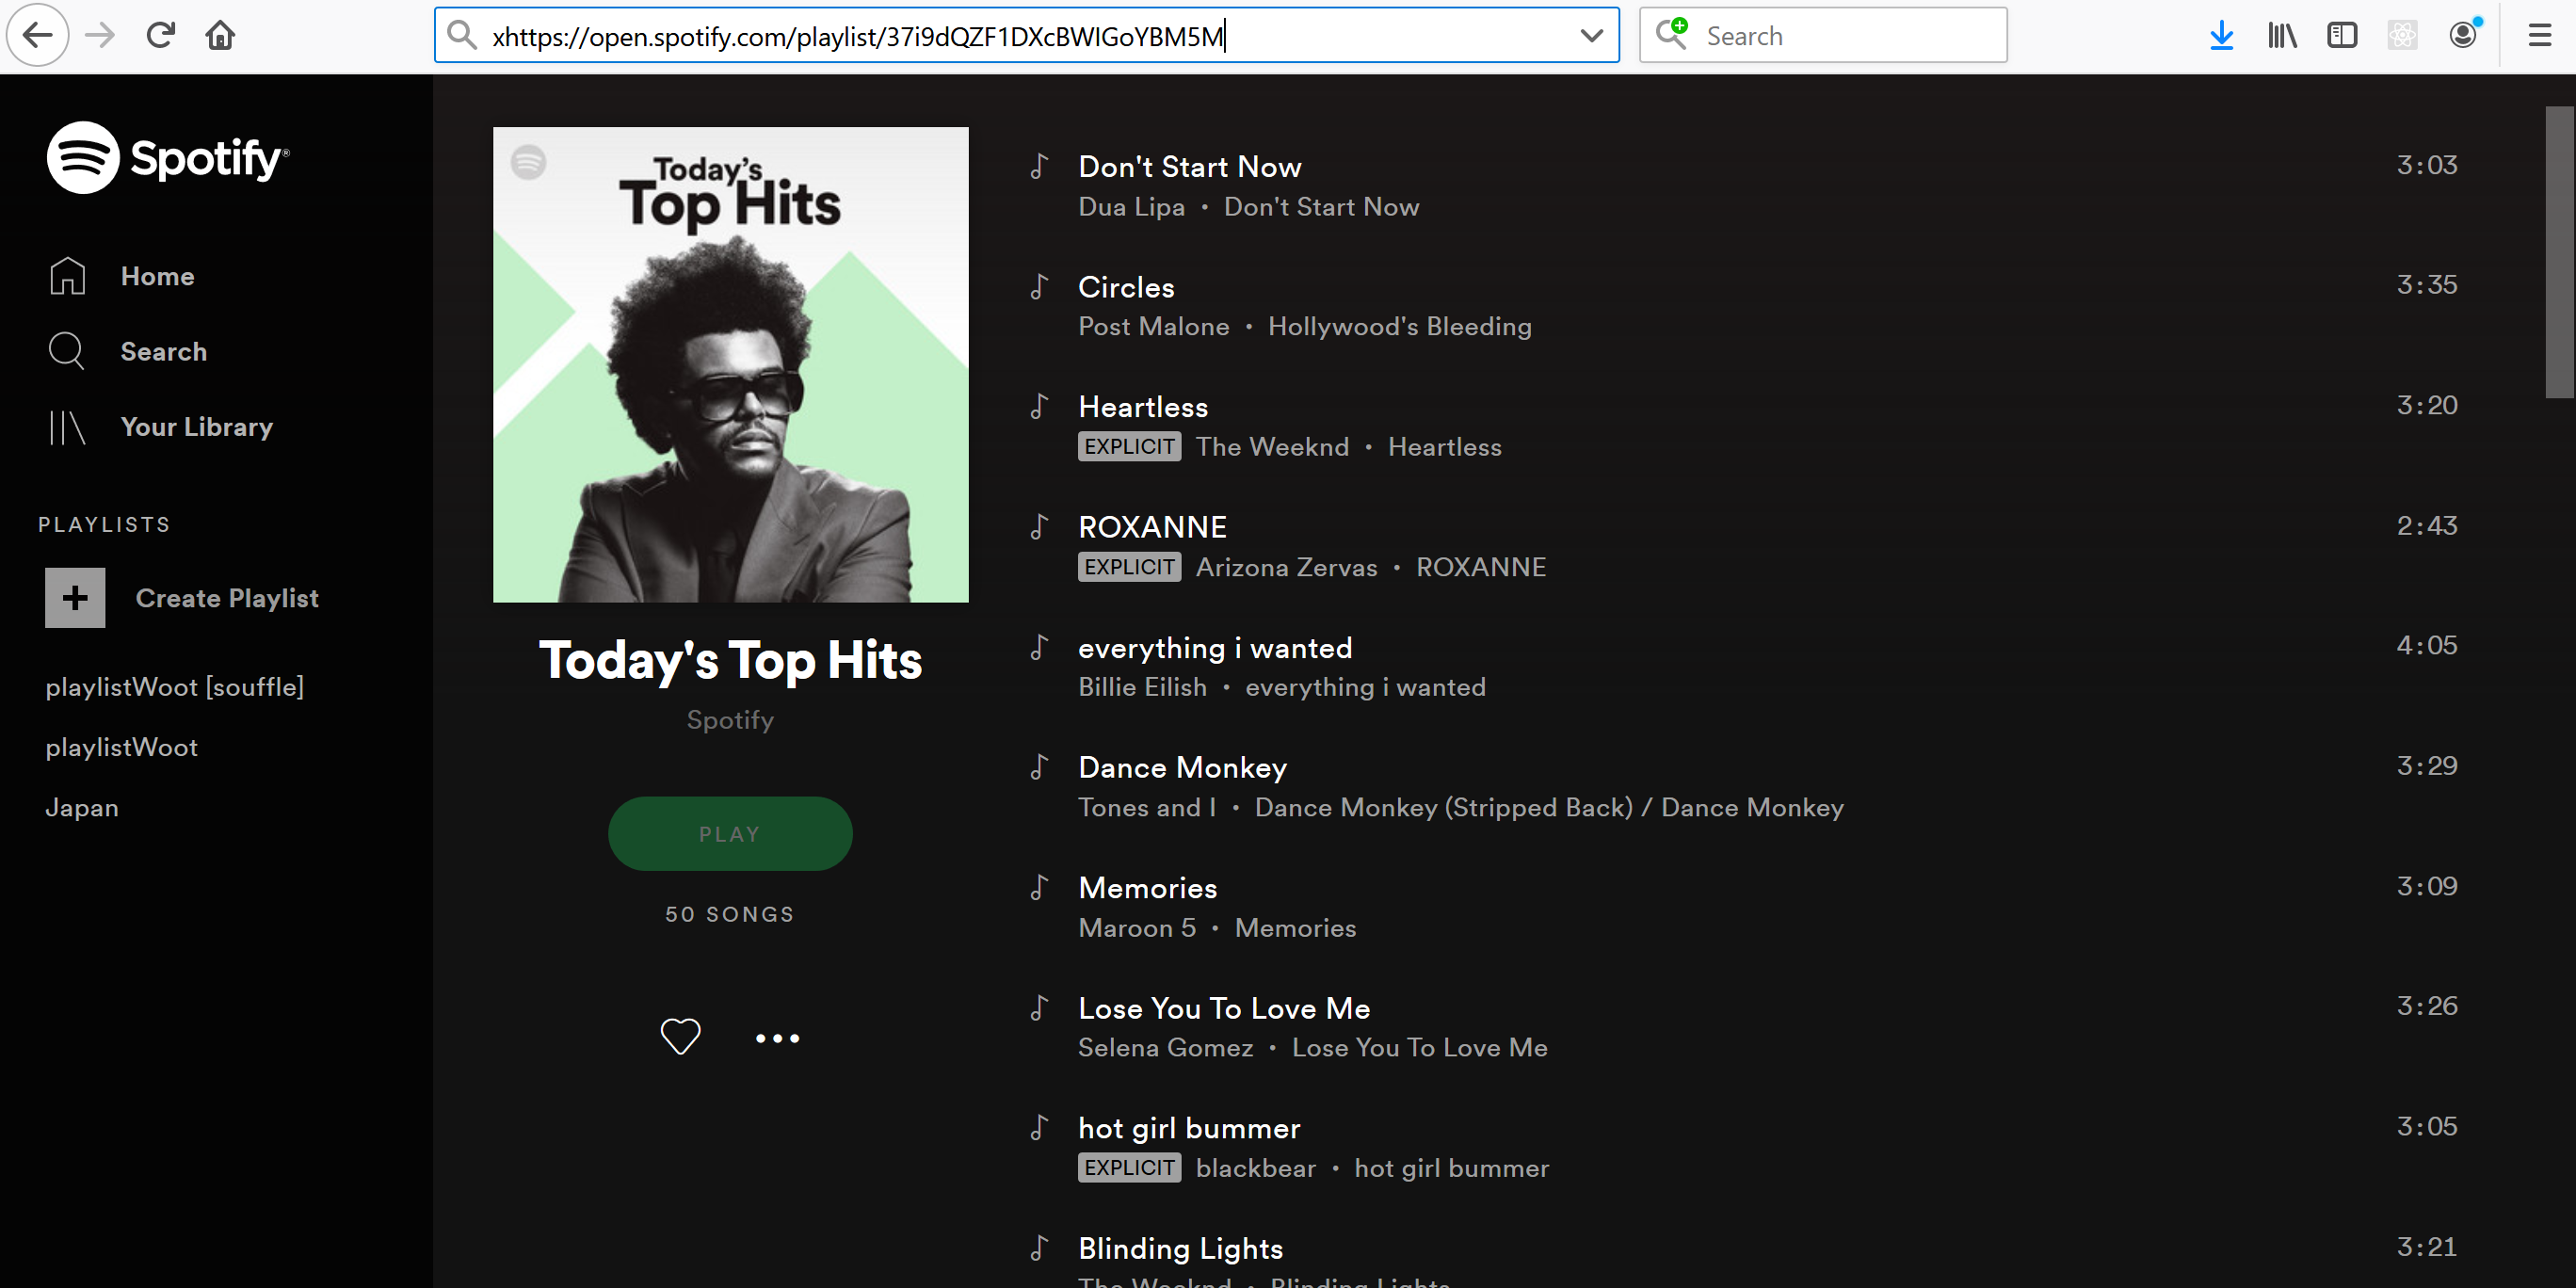 xhttps://open.spotify.com/playlist/37i9dQZF1DXcBWIGoYBM5M
Search
Spotify®
Home
Search
Your Library
PLAYLISTS
Create Playlist
playlistWoot [souffle]
playlistWoot
Japan
Today's
Top Hits
Today's Top Hits
Spotify
PLAY
50 SONGS
Don't Start Now 3:03
Dua Lipa • Don't Start Now
Circles 3:35
Post Malone • Hollywood's Bleeding
Heartless 3:20
EXPLICIT The Weeknd • Heartless
ROXANNE 2:43
EXPLICIT Arizona Zervas • ROXANNE
everything i wanted 4:05
Billie Eilish • everything i wanted
Dance Monkey 3:29
Tones and I • Dance Monkey (Stripped Back) / Dance Monkey
Memories 3:09
Maroon 5 • Memories
Lose You To Love Me 3:26
Selena Gomez • Lose You To Love Me
hot girl bummer 3:05
EXPLICIT blackbear • hot girl bummer
Blinding Lights 3:21
The Weeknd • Blinding Lights